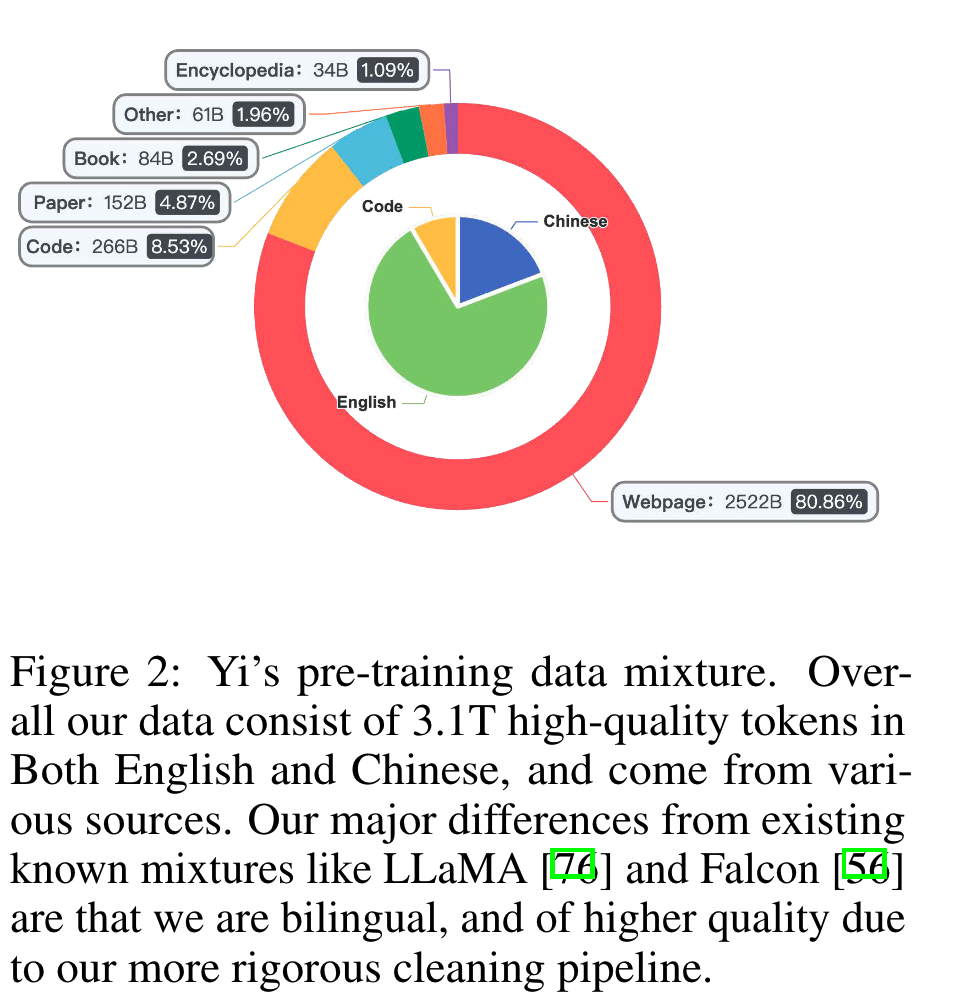 Encyclopedia: 34B 1.09%
Other: 61B 1.96%
Book: 84B 2.69%
Paper: 152B 4.87%
Code: 266B 8.53%
Code
Chinese
English
Webpage: 2522B 80.86%
Figure 2: Yi’s pre-training data mixture. Over-
all our data consist of 3.1T high-quality tokens in
Both English and Chinese, and come from vari-
ous sources. Our major differences from existing
known mixtures like LLaMA [76] and Falcon [56]
are that we are bilingual, and of higher quality due
to our more rigorous cleaning pipeline.